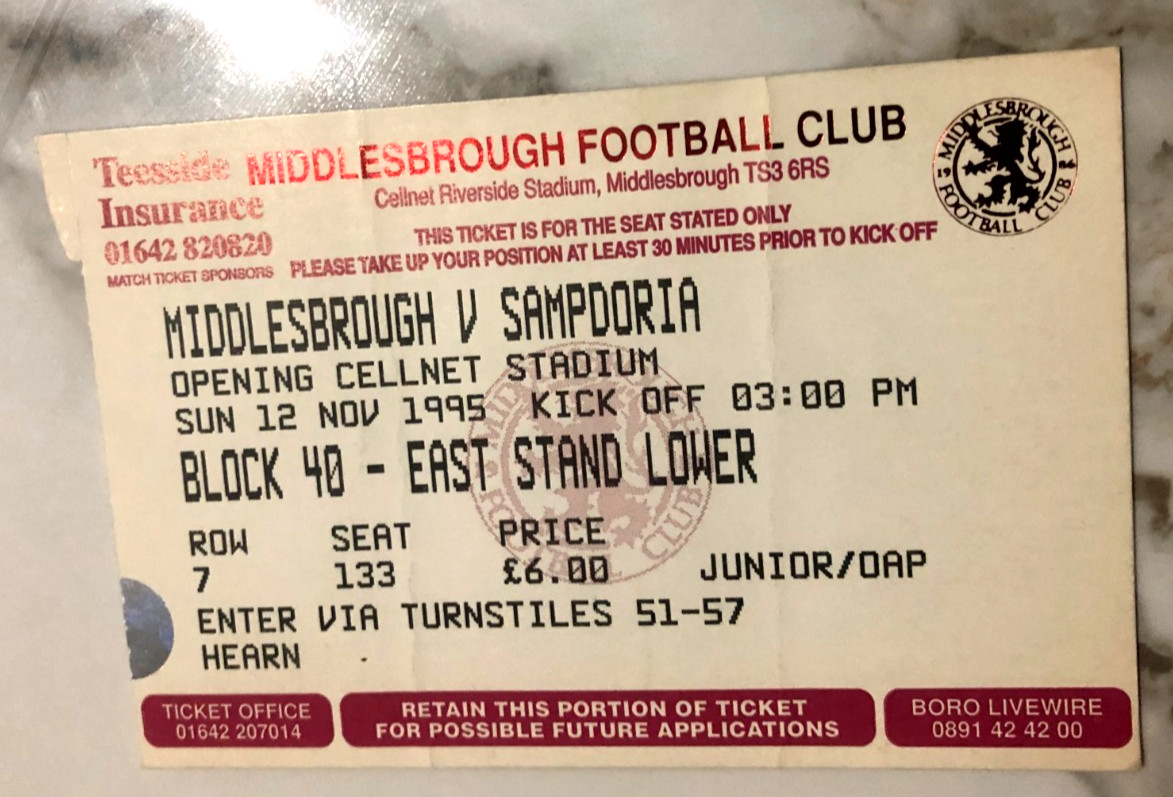 Teesside
Insurance
01642 820820
MATCH TICKET SPONSORS
MIDDLESBROUGH FOOTBALL CLUB
Cellnet Riverside Stadium, Middlesbrough TS3 6RS
THIS TICKET IS FOR THE SEAT STATED ONLY
PLEASE TAKE UP YOUR POSITION AT LEAST 30 MINUTES PRIOR TO KICK OFF
MIDDLESBROUGH
19 86
FOOTBALL CLUB
MIDDLESBROUGH V SAMPDORIA
OPENING CELLNET STADIUM
SUN 12 NOV 1995 KICK OFF 03:00 PM
BLOCK 40 - EAST STAND LOWER
ROW SEAT PRICE
7 133 £6.00 JUNIOR/OAP
ENTER VIA TURNSTILES 51-57
HEARN
TICKET OFFICE
01642 207014
RETAIN THIS PORTION OF TICKET
FOR POSSIBLE FUTURE APPLICATIONS
BORO LIVEWIRE
0891 42 42 00